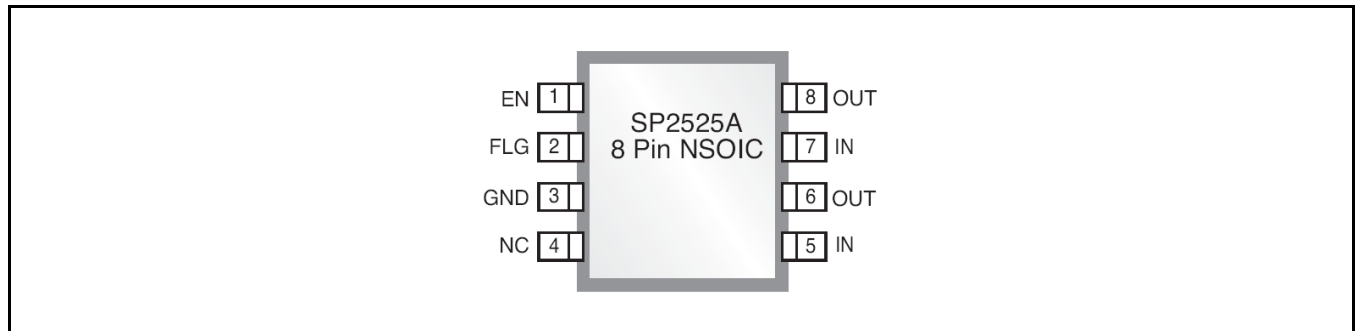 SP2525A
8 Pin NSOIC
EN 1
FLG 2
GND 3
NC 4
8 OUT
7 IN
6 OUT
5 IN